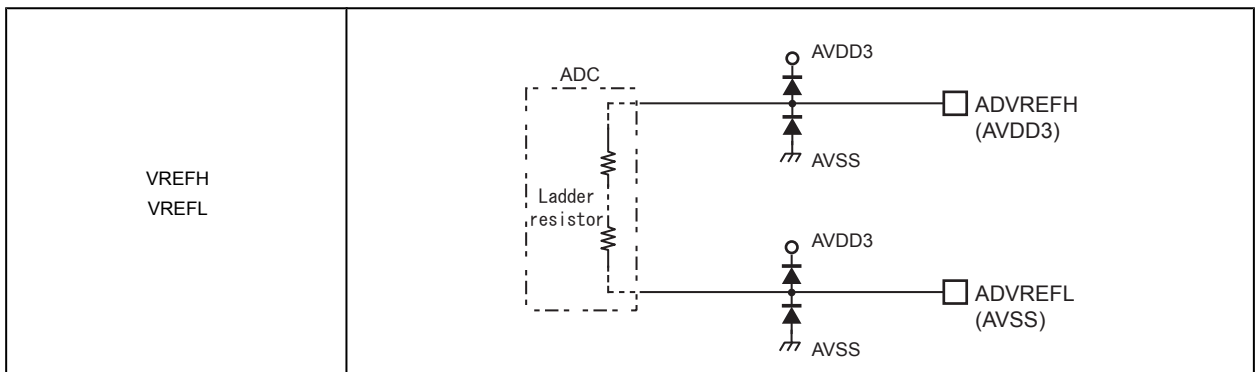 VREFH
VREFL
ADC
Ladder
resistor
AVDD3
ADVREFH
(AVDD3)
AVSS
AVDD3
ADVREFL
(AVSS)
AVSS